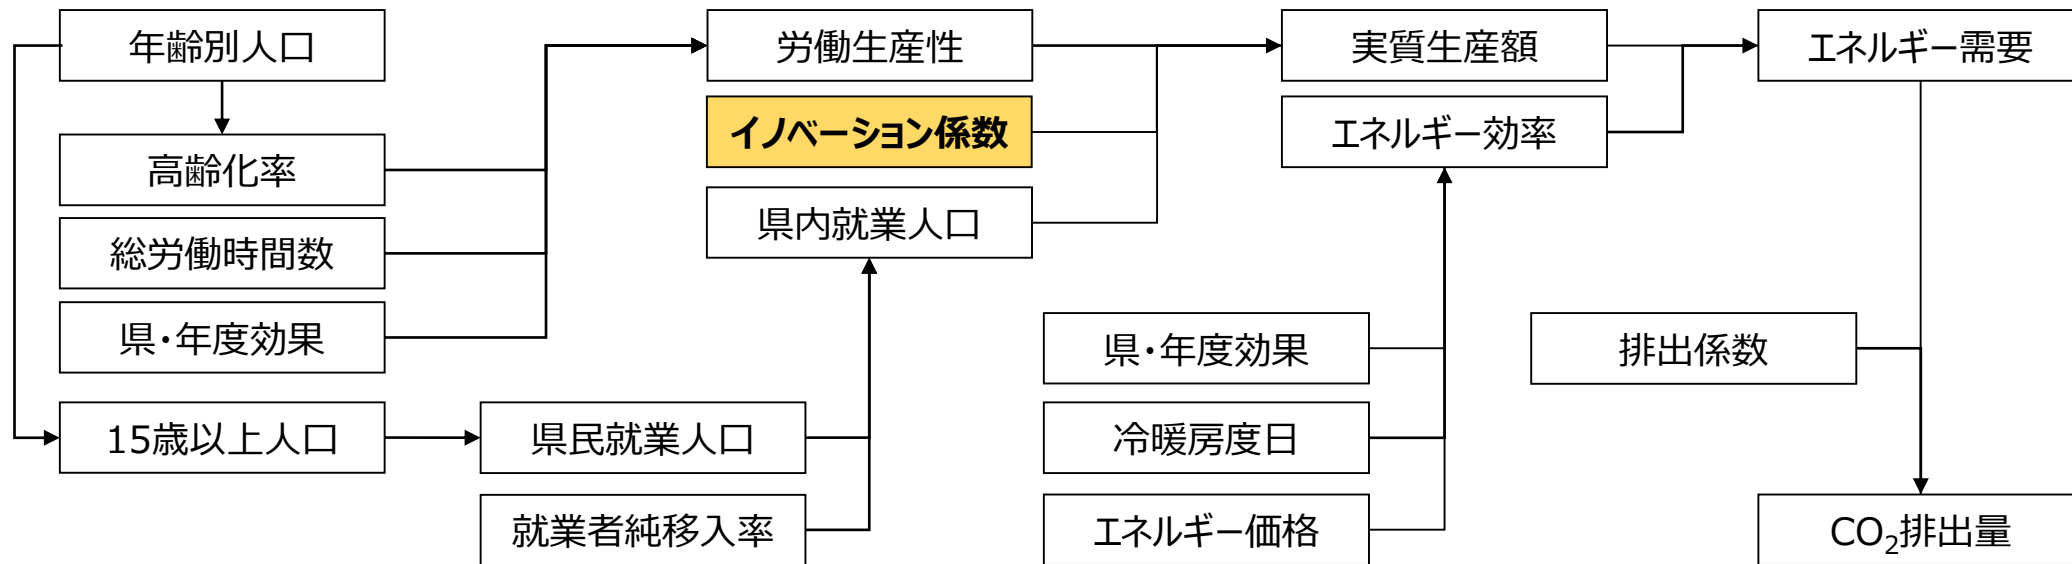 年齢別人口
労働生産性
実質生産額
エネルギー需要
イノベーション係数
エネルギー効率
高齢化率
県内就業人口
総労働時間数
県・年度効果
県・年度効果
排出係数
15歳以上人口
県民就業人口
冷暖房度日
就業者純移入率
エネルギー価格
CO₂排出量